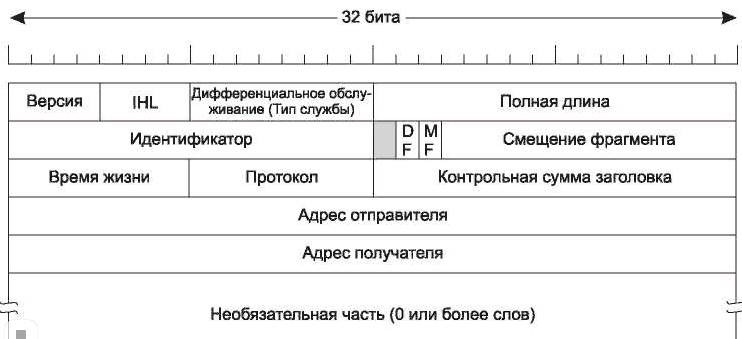 32 бита
Версия
IHL
Дифференциальное обслу-
живание (Тип службы)
Полная длина
Идентификатор
D
F
M
F
Смещение фрагмента
Время жизни
Протокол
Контрольная сумма заголовка
Адрес отправителя
Адрес получателя
Необязательная часть (0 или более слов)